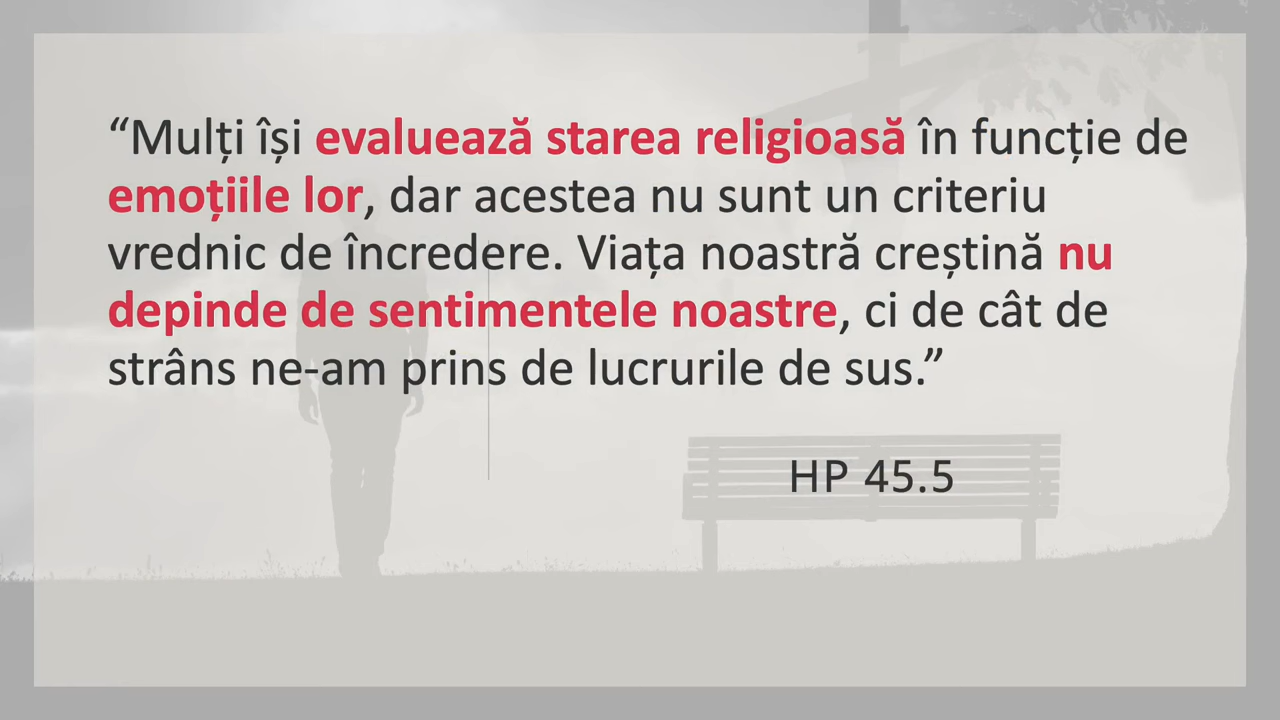 “Mulți își evaluează starea religioasă în funcție de
emoțiile lor, dar acestea nu sunt un criteriu
vrednic de încredere. Viața noastră creștină nu
depinde de sentimentele noastre, ci de cât de
strâns ne-am prins de lucrurile de sus.”
HP 45.5